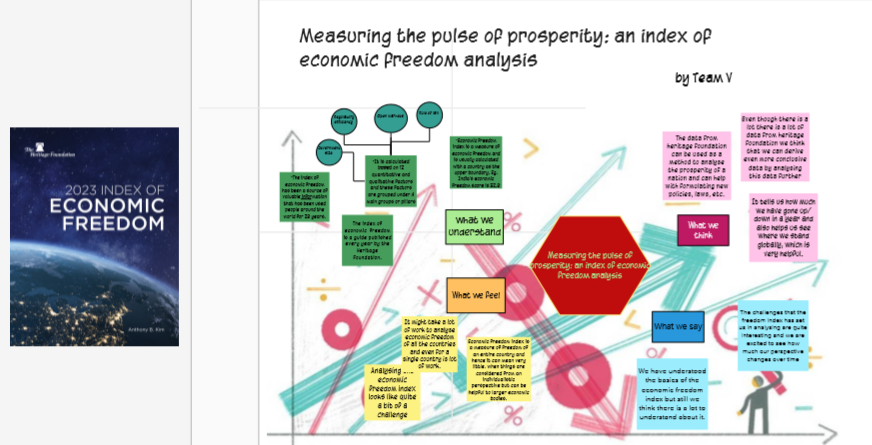 Measuring the pulse of prosperity: an index of
economic freedom analysis
by Team V
The
Heritage Foundation
2023 INDEX OF
ECONOMIC
FREEDOM
Anthony B. Kim
Regulatory
efficiency
Open markets
Rule of law
"The index of
economic freedom
has been a source of
valuable information
that has been used
people around the
world for 29 years.
"It is calculated
based on 12
quantitative and
qualitative factors
and these factors
are grouped under 4
main groups or pillars
"Economic Freedom
Index is a measure of
economic freedom and
is usually calculated
with a country as the
upper boundary. Eg.
India's economic
freedom score is
The index of
economic freedom
is a guide published
every year by the
Heritage
Foundation.
What we
understand
What we feel
It might take a lot
of work to analyse
economic freedom
of all the countries
and even for a
single country is lot
of work.
Analysing ....
economic
freedom index
looks like quite
a bit of a
challenge
Economic Freedom Index is
a measure of freedom of
an entire country and
hence it can mean very
little, when things are
considered from an
individualistic
perspective but can be
helpful to larger economic
bodies.
Measuring the pulse of
prosperity: an index of economic
freedom analysis
What we
think
The data from
heritage foundation
can be used as a
method to analyse
the prosperity of a
nation and can help
with formulating new
policies, laws, etc.
Even though there is a
lot there is a lot of
data from heritage
foundation we think
that we can derive
even more conclusive
data by analysing
this data further
It tells us how much
we have gone up/
down in a year and
also helps us see
where we stand
globally, which is
very helpful.
What we say
The challenges that the
freedom index has set
us in analysing are quite
interesting and we are
excited to see how
much our perspective
changes over time
We have understood
the basics of the
economic freedom
index but still we
think there is a lot to
understand about it.